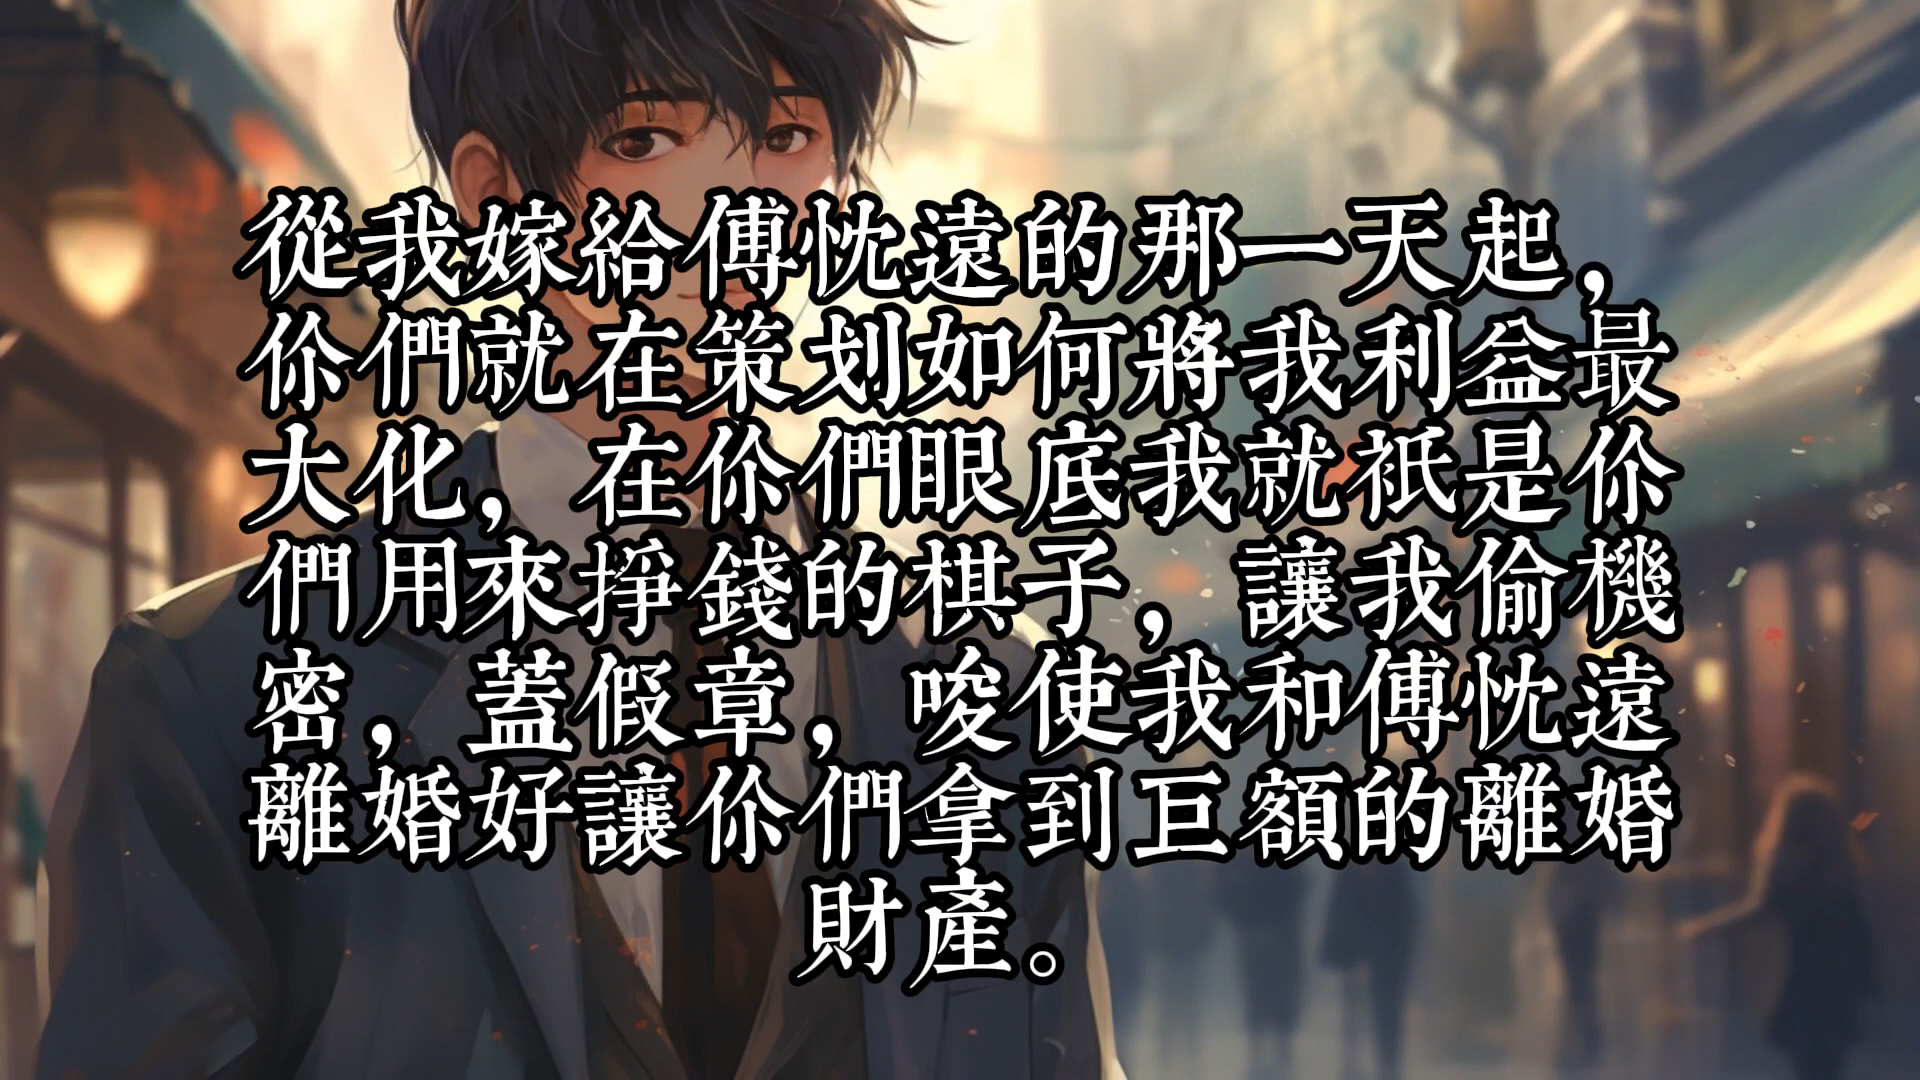 從我嫁給傅忱遠的那一天起，
你們就在策划如何將我利益最
大化，在你們眼底我就衹是你
們用來掙錢的棋子，讓我偷機
密，蓋假章，唆使我和傅忱遠
離婚好讓你們拿到巨額的離婚
財產。